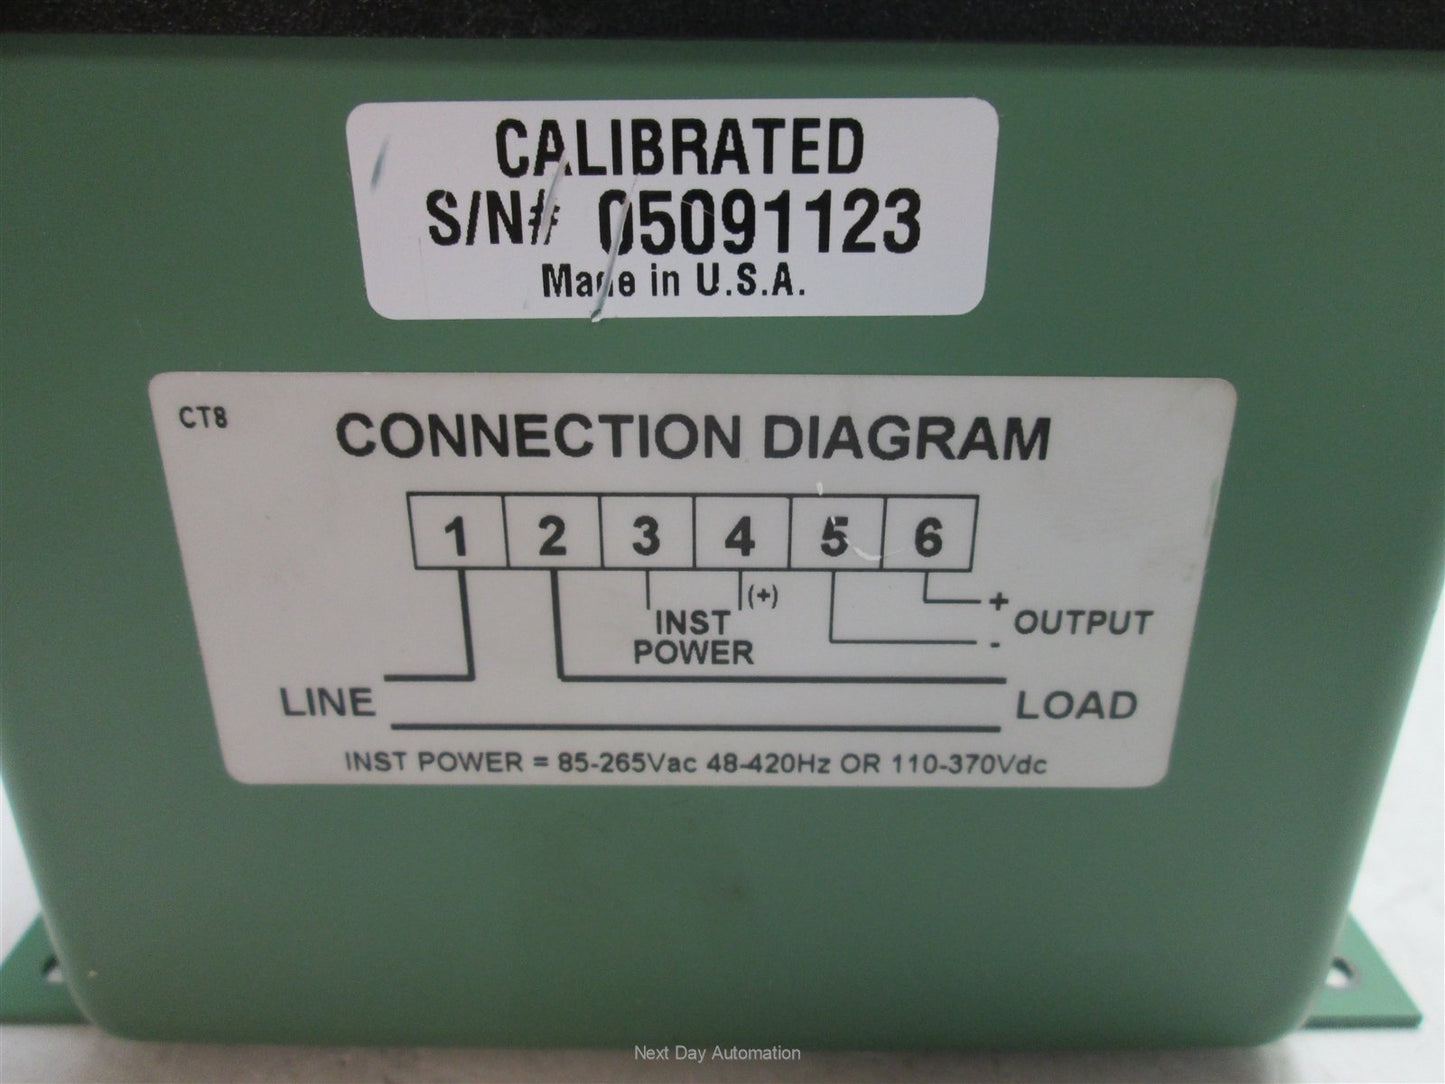 CALIBRATED
S/N# 05091123
Made in U.S.A.
CT8
CONNECTION DIAGRAM
1 2 3 4 5 6
(+)
INST
POWER
+
-
OUTPUT
LINE
LOAD
INST POWER = 85-265Vac 48-420Hz OR 110-370Vdc
Next Day Automation